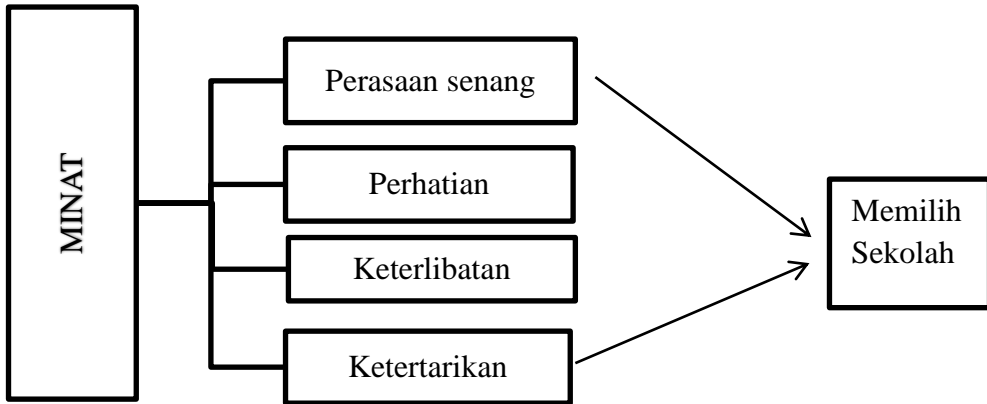 MINAT
Perasaan senang
Perhatian
Keterlibatan
Ketertarikan
Memilih
Sekolah